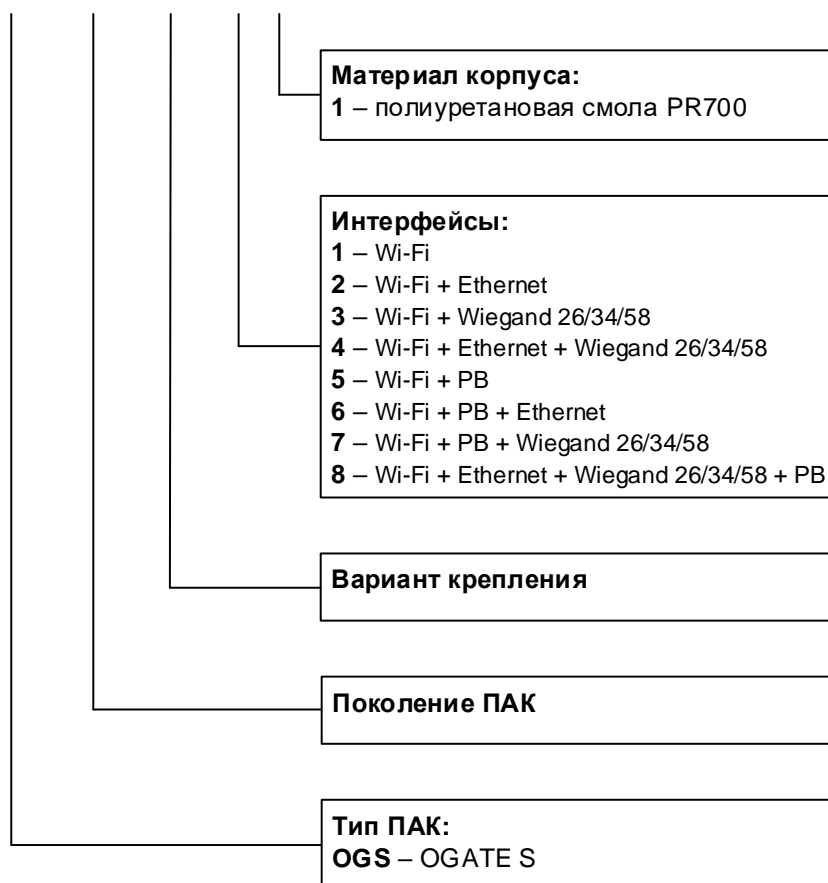 Материал корпуса:
1 – полиуретановая смола PR700
Интерфейсы:
1 – Wi-Fi
2 – Wi-Fi + Ethernet
3 – Wi-Fi + Wiegand 26/34/58
4 – Wi-Fi + Ethernet + Wiegand 26/34/58
5 – Wi-Fi + PB
6 – Wi-Fi + PB + Ethernet
7 – Wi-Fi + PB + Wiegand 26/34/58
8 – Wi-Fi + Ethernet + Wiegand 26/34/58 + PB
Вариант крепления
Поколение ПАК
Тип ПАК:
OGS – OGATE S